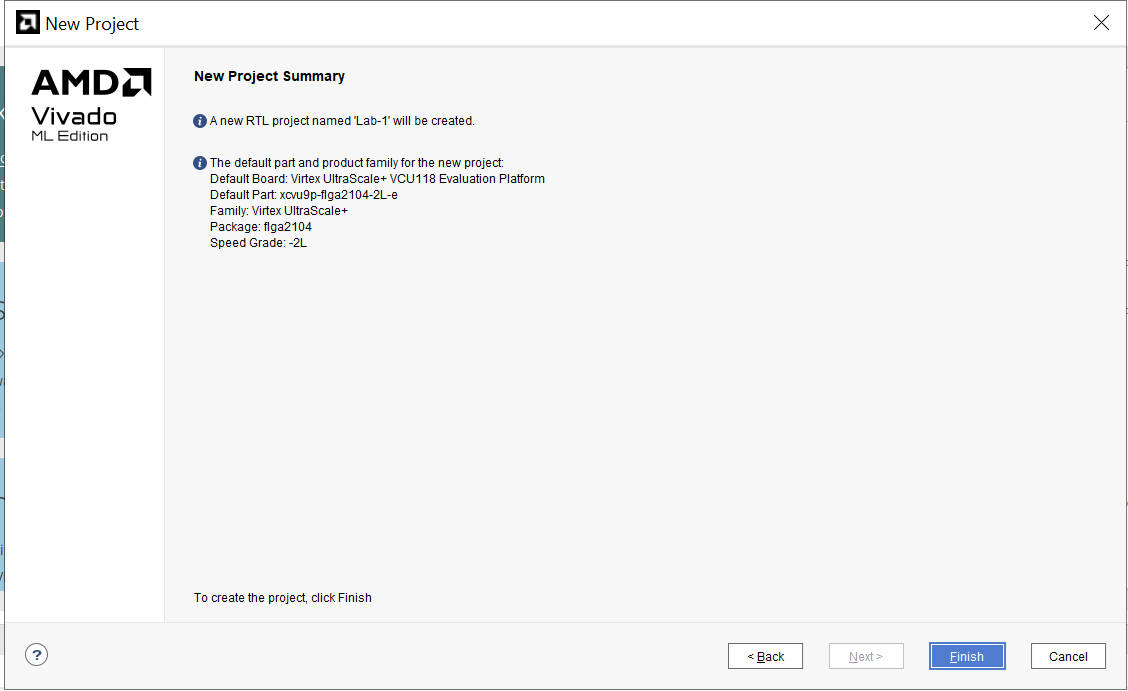 New Project
AMD
Vivado
ML Edition
New Project Summary
A new RTL project named 'Lab-1' will be created.
The default part and product family for the new project:
Default Board: Virtex UltraScale+ VCU118 Evaluation Platform
Default Part: xcvu9p-flga2104-2L-e
Family: Virtex UltraScale+
Package: flga2104
Speed Grade: -2L
To create the project, click Finish
?
< Back
Next >
Finish
Cancel